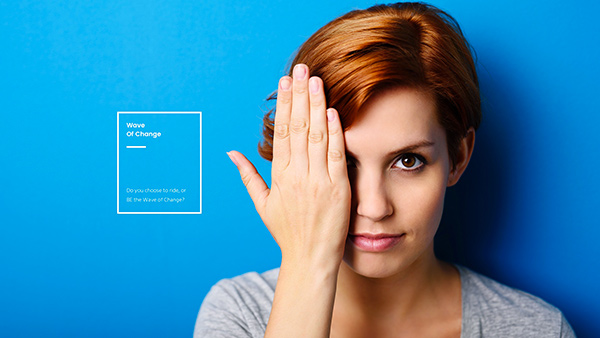 Wave
Of Change
Do you choose to ride, or
BE the Wave of Change?